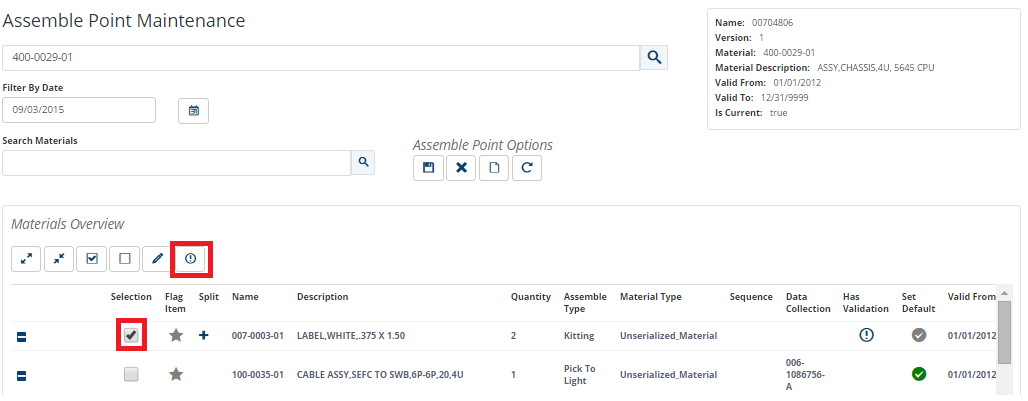 Assemble Point Maintenance
400-0029-01
Filter By Date
09/03/2015
Search Materials
Assemble Point Options
Name: 00704806
Version: 1
Material: 400-0029-01
Material Description: ASSY,CHASSIS,4U, 5645 CPU
Valid From: 01/01/2012
Valid To: 12/31/9999
Is Current: true
Materials Overview
Selection Flag Item Split Name Description Quantity Assemble Type Material Type Sequence Data Collection Has Validation Set Default Valid From
007-0003-01 LABEL,WHITE,.375 X 1.50 2 Kitting Unserialized_Material 01/01/2012
100-0035-01 CABLE ASSY,SEFC TO SWB,6P-6P,20,4U 1 Pick To Light Unserialized_Material 006-1086756-A 01/01/2012